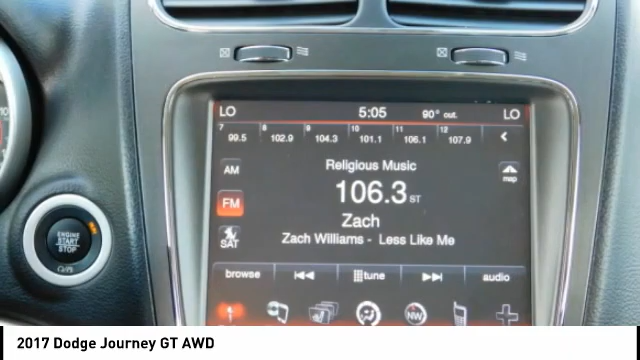 LO 5:05 90° out. LO
7 99.5 8 102.9 9 104.3 10 101.1 11 106.1 12 107.9
AM Religious Music
map
FM 106.3 ST
Zach
SAT Zach Williams - Less Like Me
ENGINE
START
STOP
browse tune audio
NW
2017 Dodge Journey GT AWD